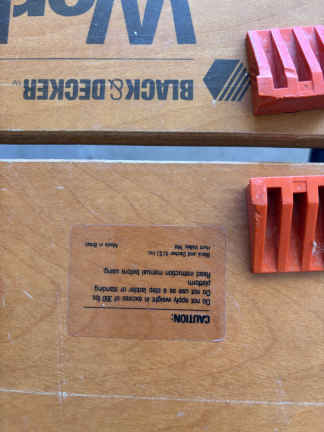 CAUTION:
Do not apply weight in excess of 350 lbs.
Do not use as a step ladder or standing
platform.
Read instruction manual before using.
Black and Decker (U.S.) Inc.
Hunt Valley, Md.
Made in Brazil
BLACK&DECKER
Work